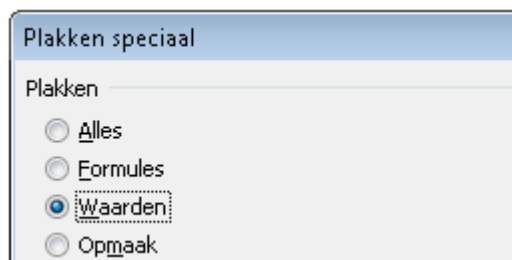 Plakken speciaal
Plakken
Alles
Formules
Waarden
Opmaak